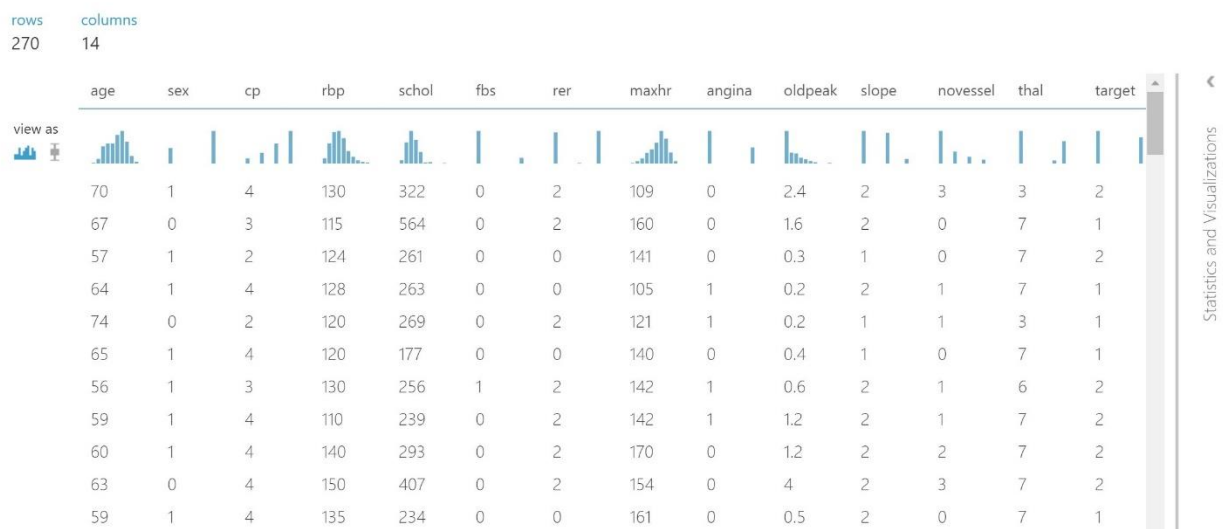 rows columns
270 14
age sex cp rbp schol fbs rer maxhr angina oldpeak slope novessel thal target
view as
70 1 4 130 322 0 2 109 0 2.4 2 3 3 2
67 0 3 115 564 0 2 160 0 1.6 2 0 7 1
57 1 2 124 261 0 0 141 0 0.3 1 0 7 2
64 1 4 128 263 0 0 105 1 0.2 2 1 7 1
74 0 2 120 269 0 2 121 1 0.2 1 1 3 1
65 1 4 120 177 0 0 140 0 0.4 1 0 7 1
56 1 3 130 256 1 2 142 1 0.6 2 1 6 2
59 1 4 110 239 0 2 142 1 1.2 2 1 7 2
60 1 4 140 293 0 2 170 0 1.2 2 2 7 2
63 0 4 150 407 0 2 154 0 4 2 3 7 2
59 1 4 135 234 0 0 161 0 0.5 2 0 7 1
Statistics and Visualizations